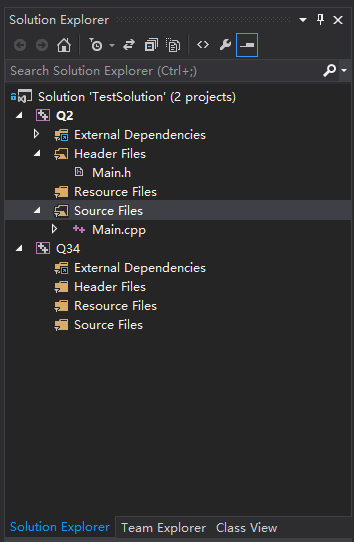 Solution Explorer
Search Solution Explorer (Ctrl+;)
Solution 'TestSolution' (2 projects)
Q2
External Dependencies
Header Files
Main.h
Resource Files
Source Files
Main.cpp
Q34
External Dependencies
Header Files
Resource Files
Source Files
Solution Explorer Team Explorer Class View